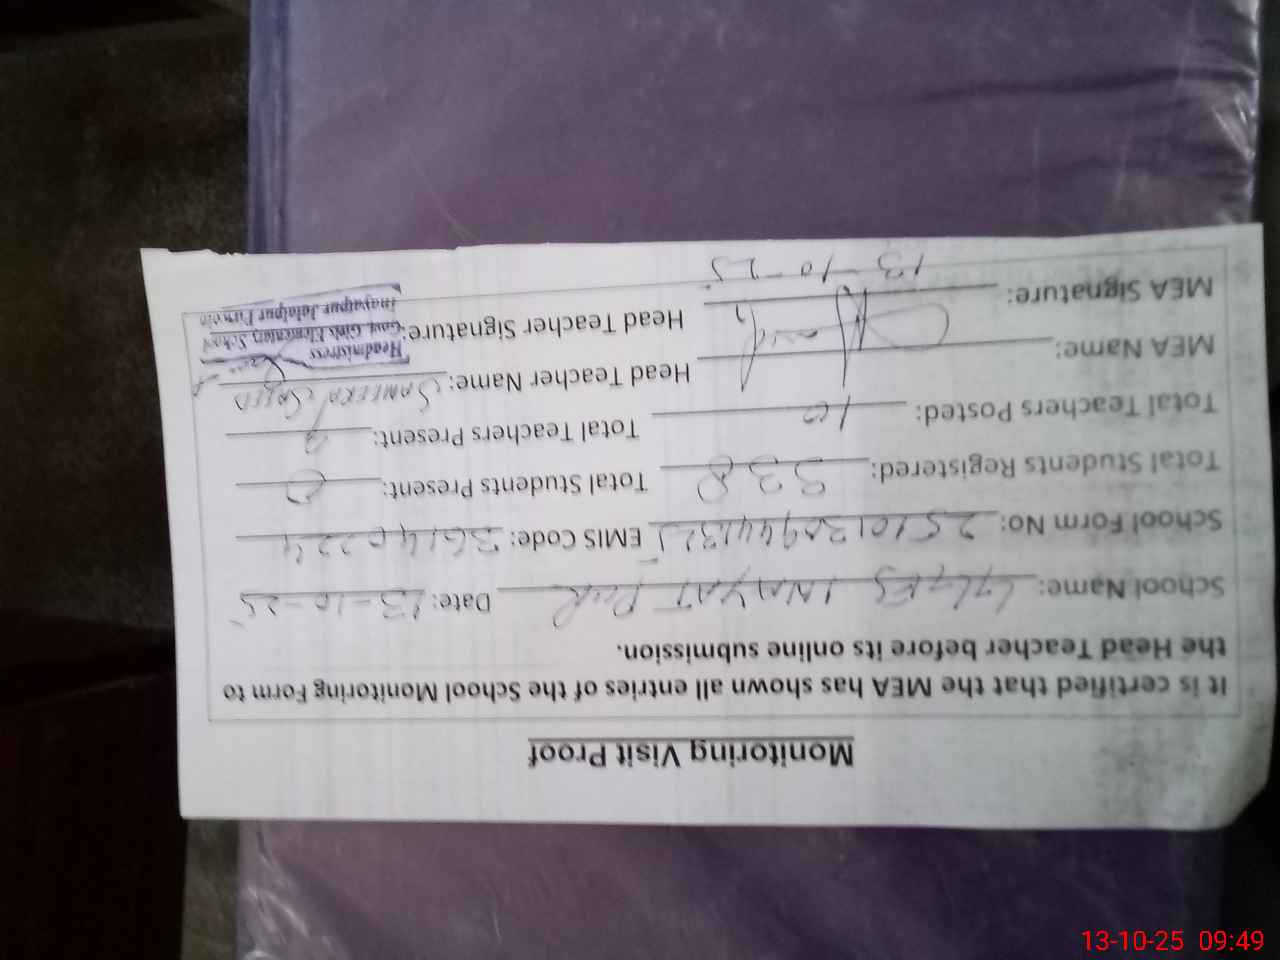 Monitoring Visit Proof
It is certified that the MEA has shown all entries of the School Monitoring Form to
the Head Teacher before its online submission.
School Name: GGES INAYAT PUR Date: 13-10-25
School Form No: EMIS Code:
Total Students Registered: 338 Total Students Present: 0
Total Teachers Posted: 10 Total Teachers Present: 9
MEA Name: Head Teacher Name: SAMEERA SAEED
MEA Signature: Head Teacher Signature:
13-10-25
Headmistress
Govt. Girls Elementary School
Inayatpur Jalalpur Pirwala
13-10-25 09:49